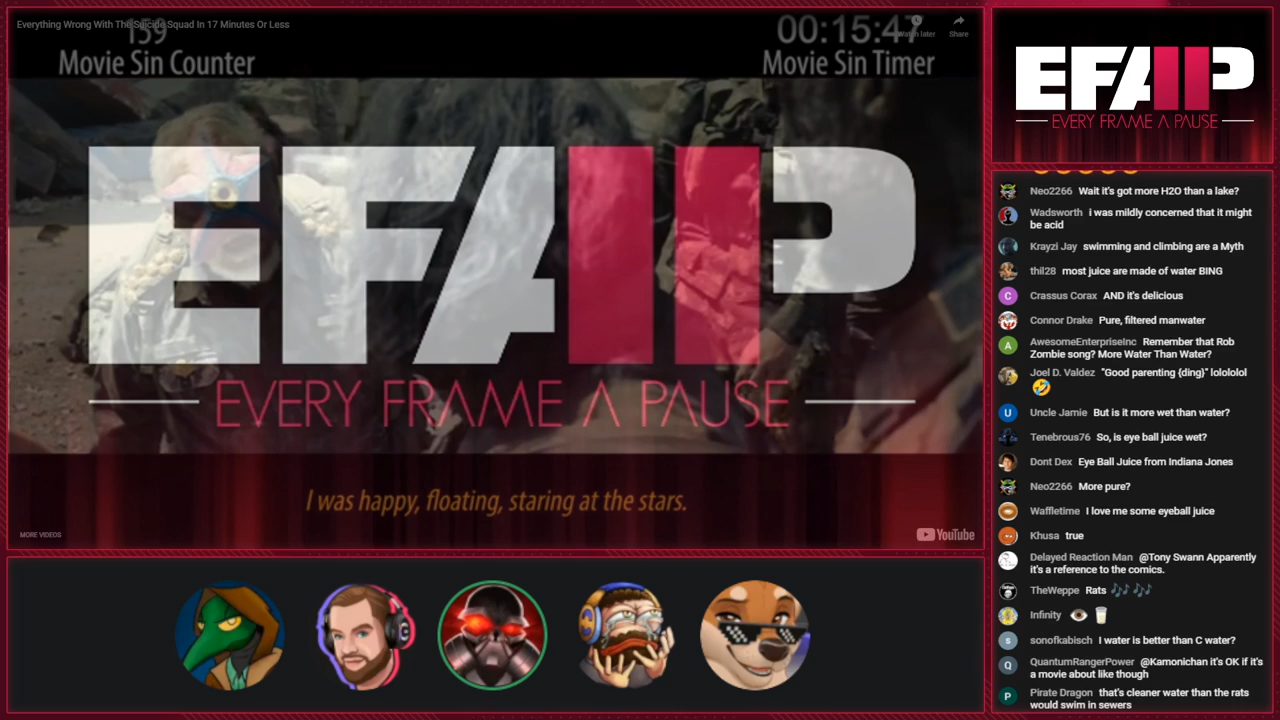 Everything Wrong With The Suicide Squad In 17 Minutes Or Less
159
Movie Sin Counter
00:15:47
Movie Sin Timer
Watch later
Share
EFAP
EVERY FRAME A PAUSE
I was happy, floating, staring at the stars.
MORE VIDEOS
YouTube
EFAP
EVERY FRAME A PAUSE
Neo2266 Wait it's got more H2O than a lake?
Wadsworth i was mildly concerned that it might
be acid
Krayzi Jay swimming and climbing are a Myth
thil28 most juice are made of water BING
C
Crassus Corax AND it's delicious
Connor Drake Pure, filtered manwater
A
AwesomeEnterpriseInc Remember that Rob
Zombie song? More Water Than Water?
Joel D. Valdez "Good parenting {ding}" lolololol
🤣
U
Uncle Jamie But is it more wet than water?
Tenebrous76 So, is eye ball juice wet?
Dont Dex Eye Ball Juice from Indiana Jones
Neo2266 More pure?
Waffletime I love me some eyeball juice
Khusa true
Delayed Reaction Man @Tony Swann Apparently
it's a reference to the comics.
TheWeppe Rats 🎶 🎶
Infinity 👁 🥛
s
sonofkabisch I water is better than C water?
Q
QuantumRangerPower @Kamonichan it's OK if it's
a movie about like though
P
Pirate Dragon that's cleaner water than the rats
would swim in sewers